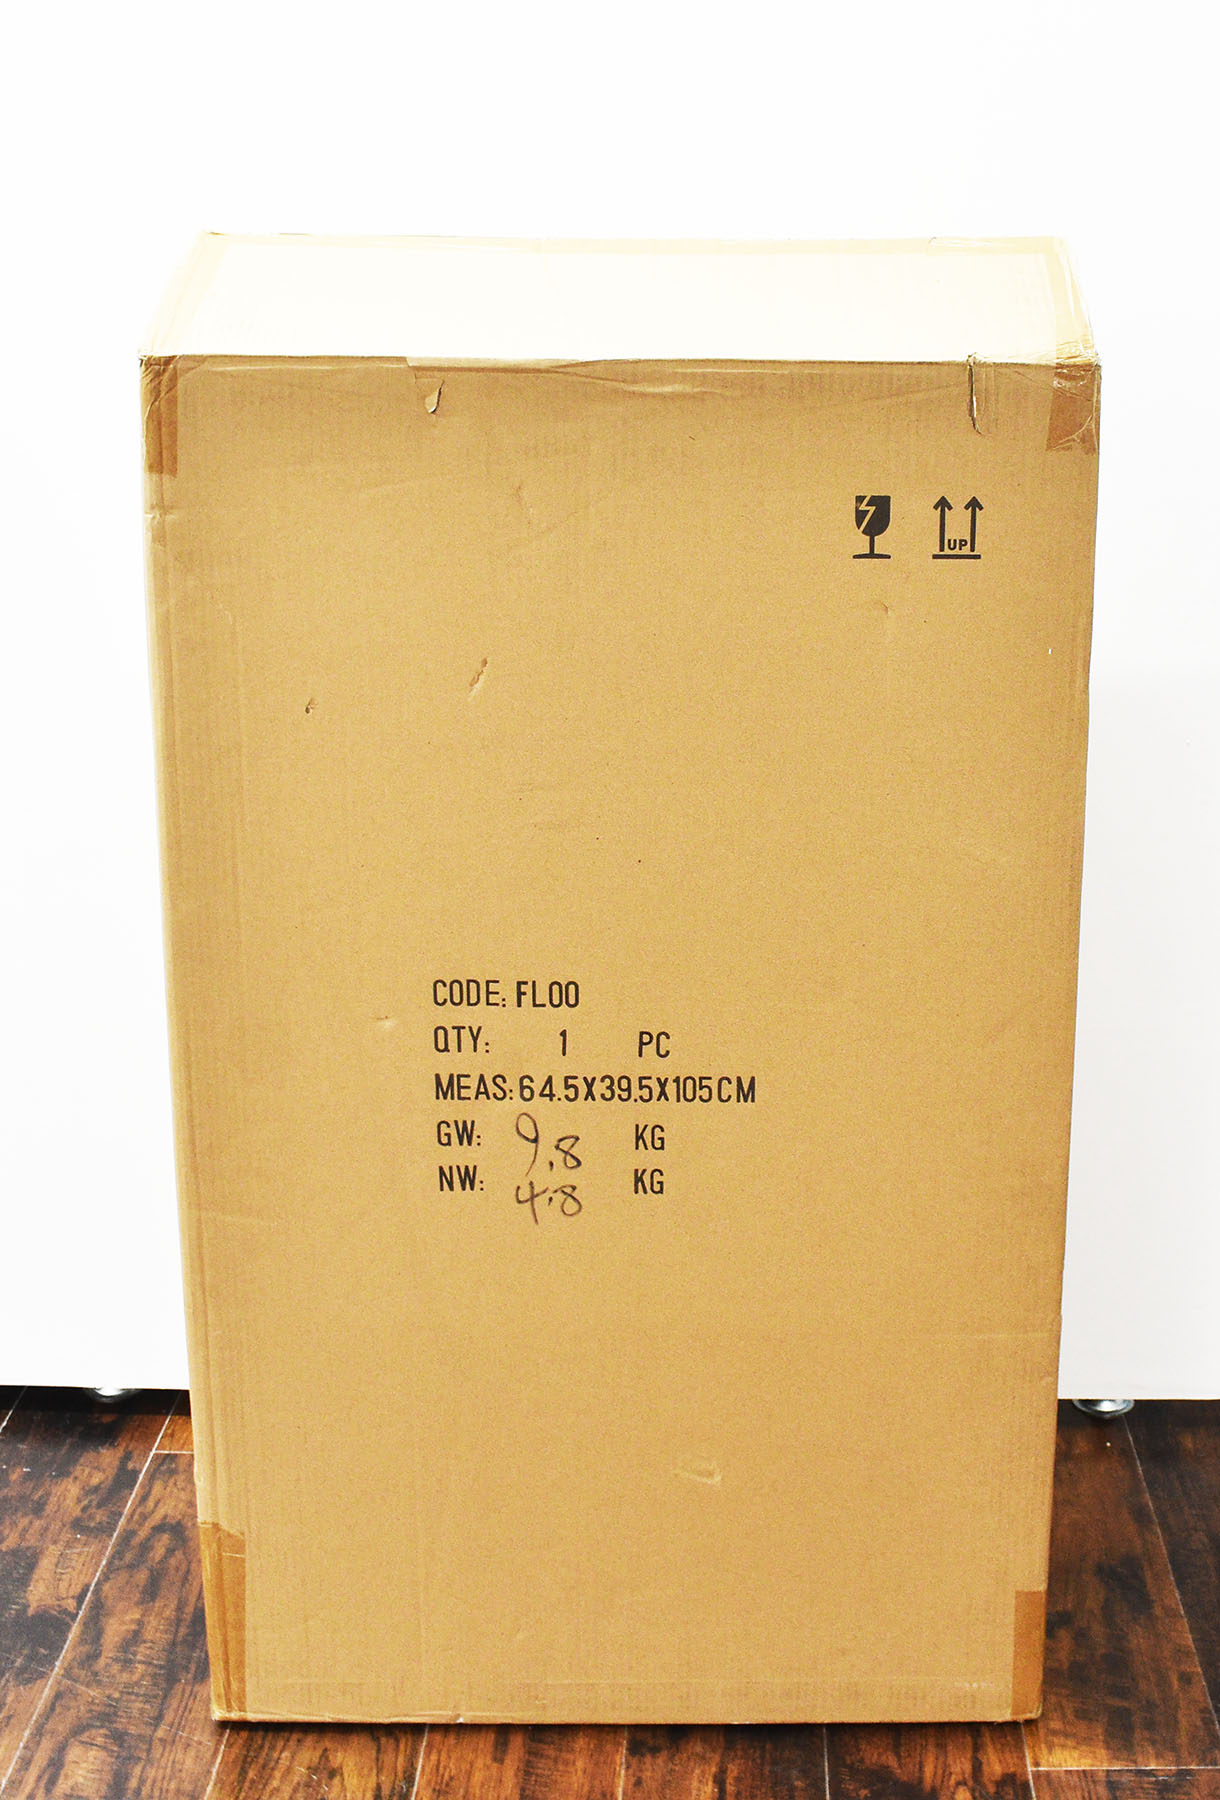 UP
CODE: FL00
QTY: 1 PC
MEAS: 64.5X39.5X105CM
GW: 9.8 KG
NW: 4.8 KG